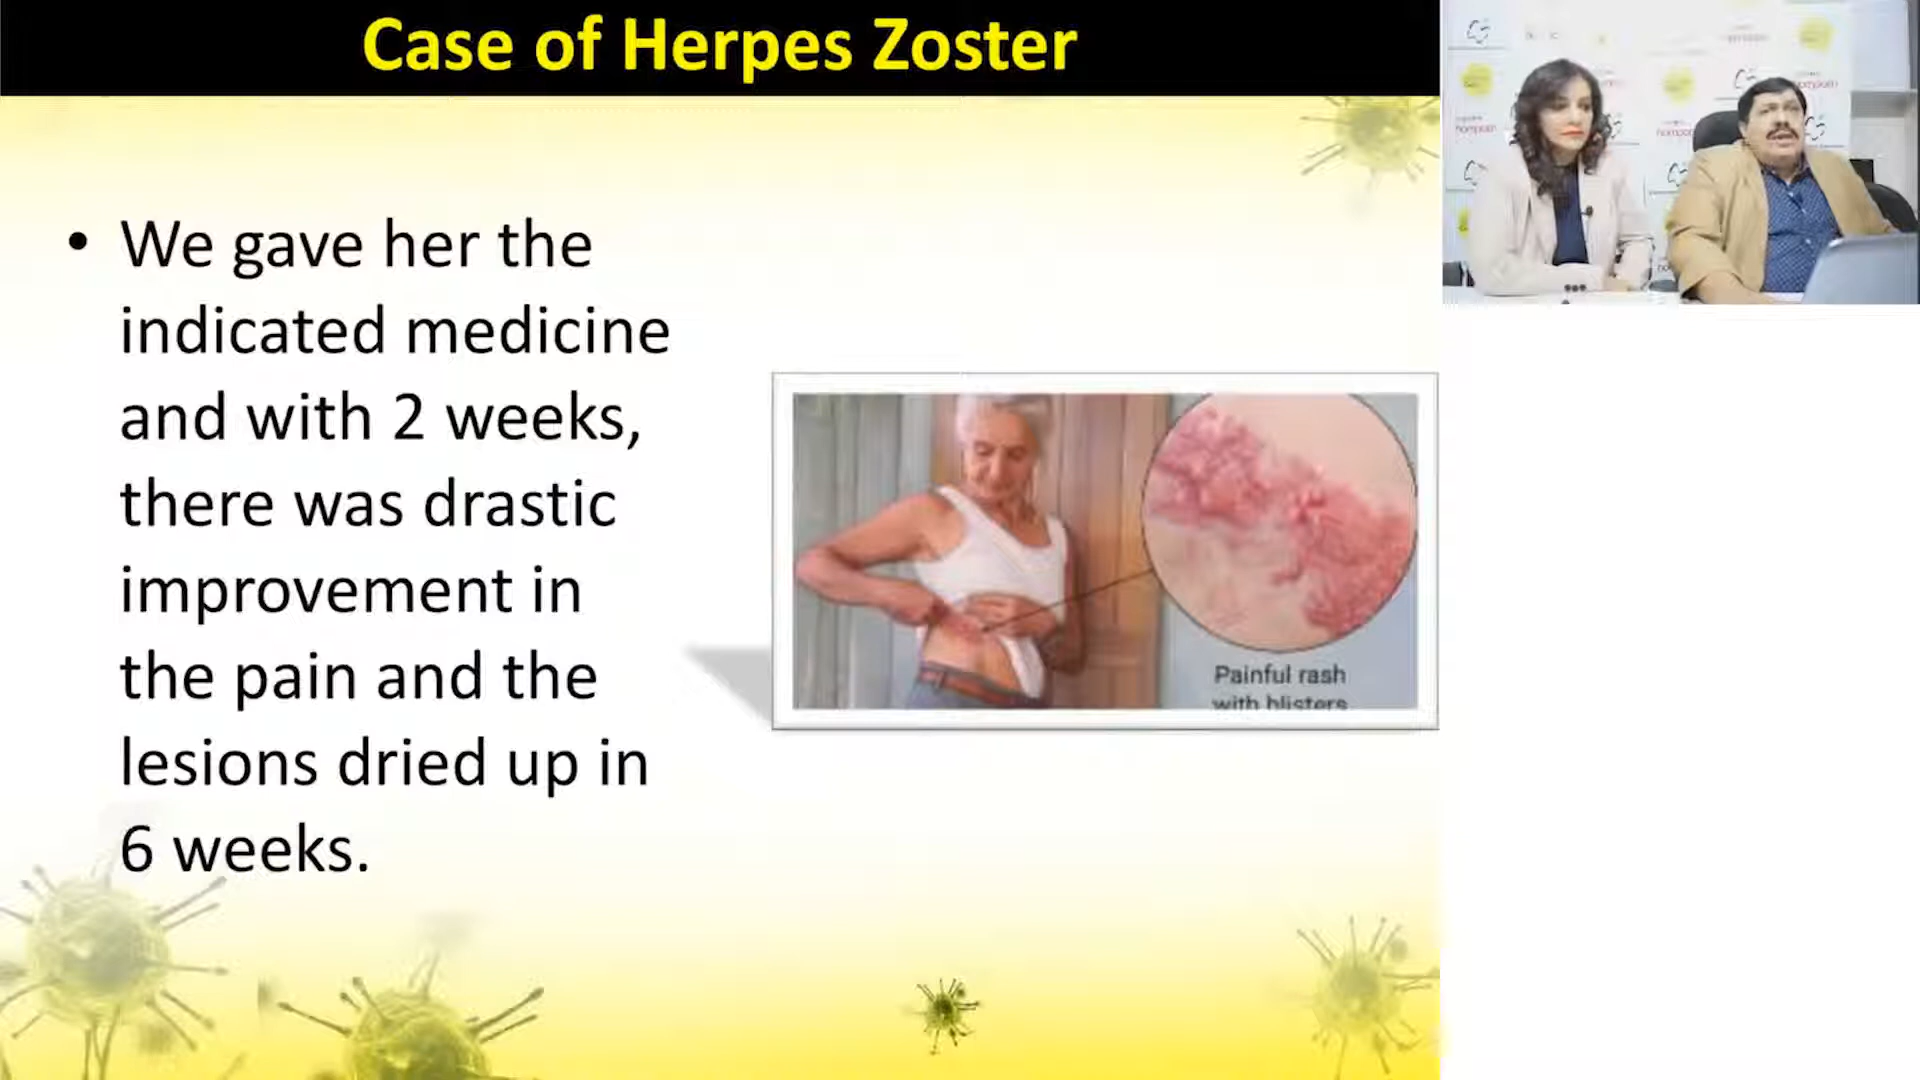 Case of Herpes Zoster
• We gave her the
indicated medicine
and with 2 weeks,
there was drastic
improvement in
the pain and the
lesions dried up in
6 weeks.
Painful rash
with blisters